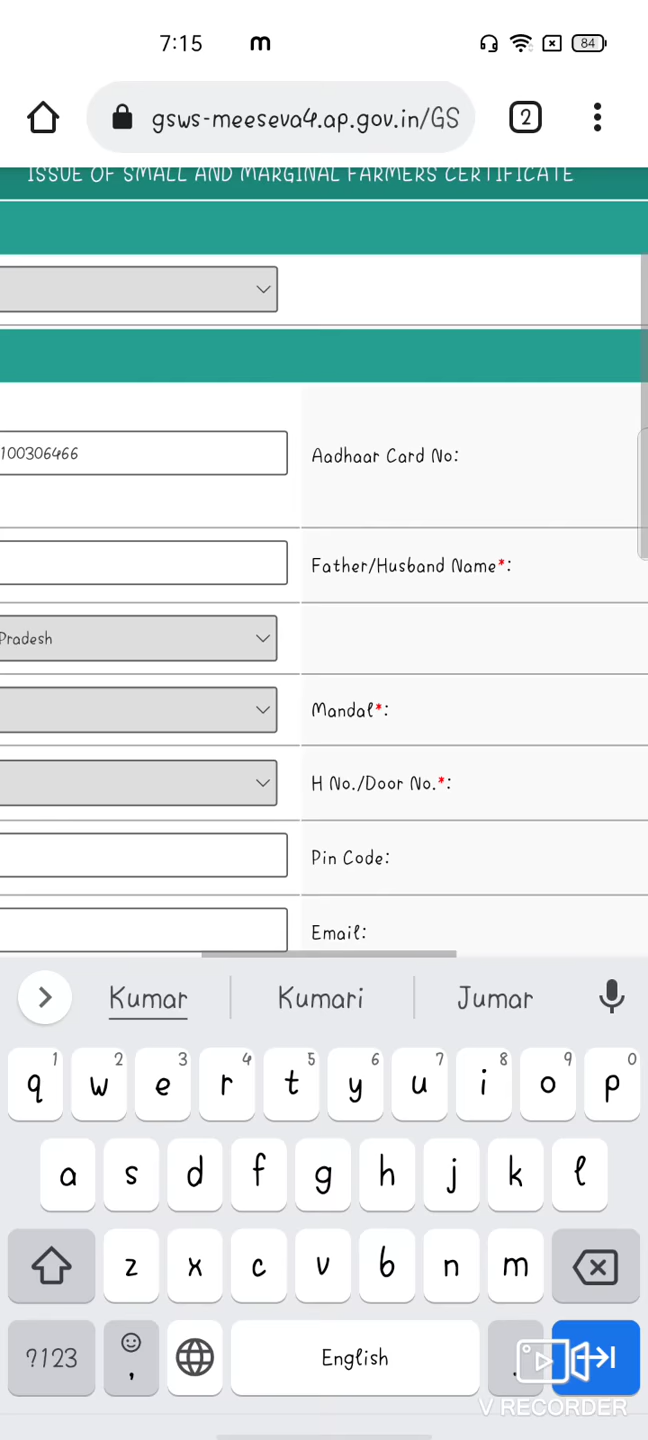 7:15 m 84
gsws-meeseva4.ap.gov.in/GS 2
ISSUE OF SMALL AND MARGINAL FARMERS CERTIFICATE
100306466 Aadhaar Card No:
Father/Husband Name*:
Pradesh
Mandal*:
H No./Door No.*:
Pin Code:
Email:
Kumar Kumari Jumar
1 2 3 4 5 6 7 8 9 0
q w e r t y u i o p
a s d f g h j k l
z x c v b n m
?123 , English .
V RECORDER